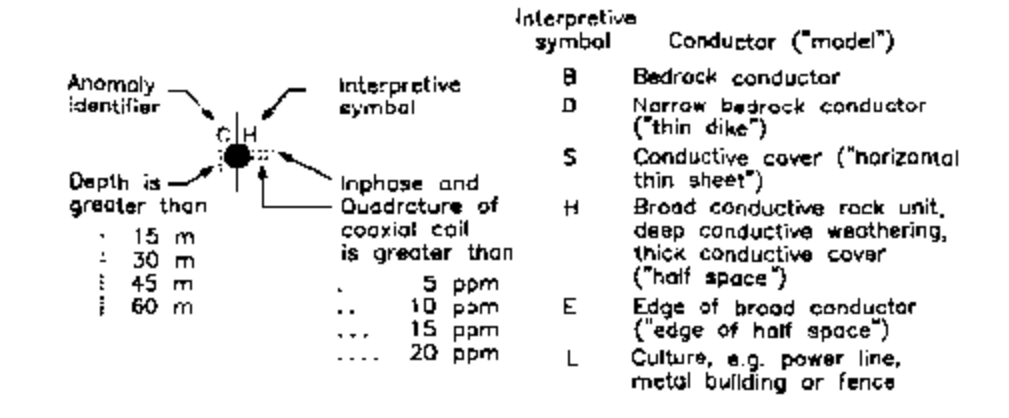 Interpretive
symbol
Conductor ("model")
Anomaly
identifier
Interpretive
symbol
C H
Depth is
greater than
15 m
30 m
45 m
60 m
Inphase and
Quadrature of
coaxial coil
is greater than
. 5 ppm
.. 10 ppm
... 15 ppm
.... 20 ppm
B Bedrock conductor
D Narrow bedrock conductor
("thin dike")
S Conductive cover ("horizontal
thin sheet")
H Broad conductive rock unit,
deep conductive weathering,
thick conductive cover
("half space")
E Edge of broad conductor
("edge of half space")
L Culture, e.g. power line,
metal building or fence